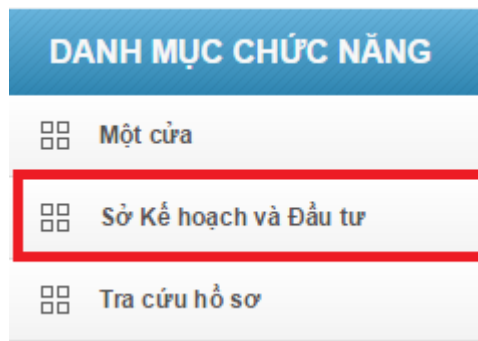 DANH MỤC CHỨC NĂNG
Một cửa
Sở Kế hoạch và Đầu tư
Tra cứu hồ sơ